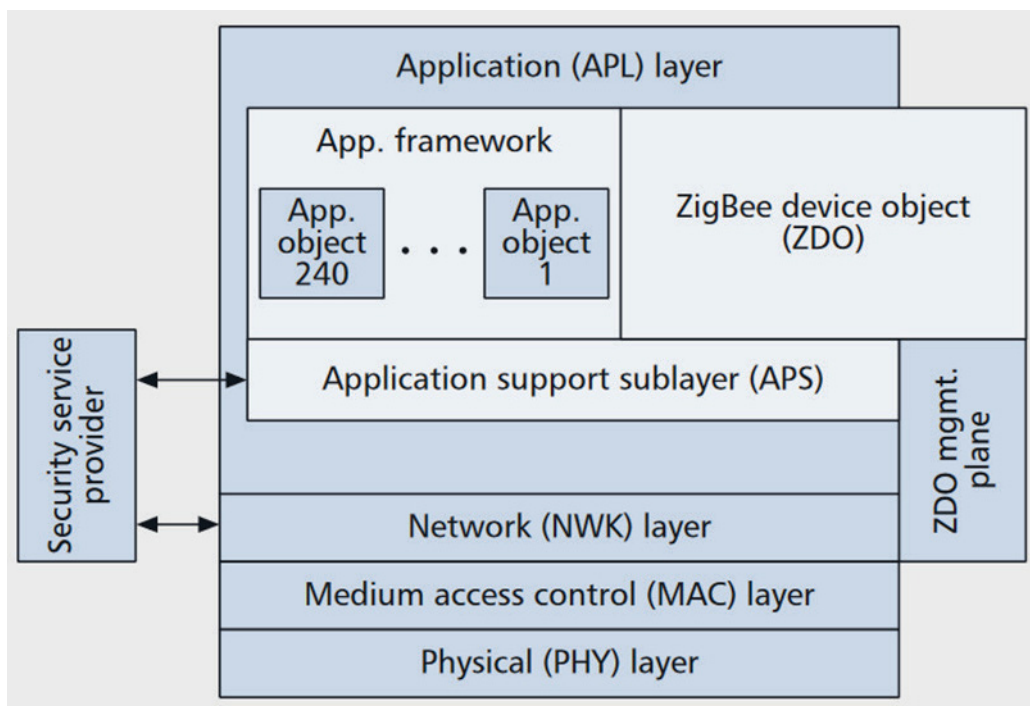 Application (APL) layer
App. framework
App.
object
240
. . .
App.
object
1
ZigBee device object
(ZDO)
Security service
provider
Application support sublayer (APS)
ZDO mgmt.
plane
Network (NWK) layer
Medium access control (MAC) layer
Physical (PHY) layer